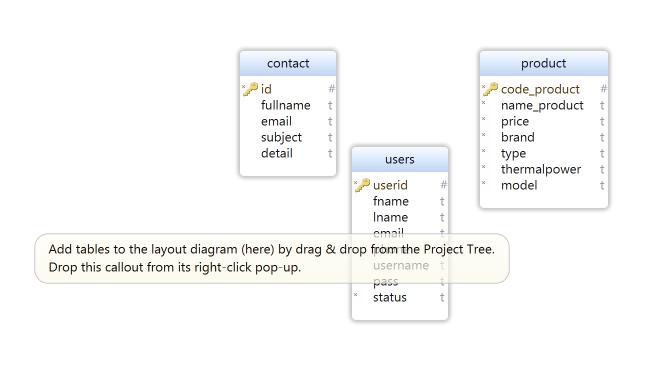 contact
id #
fullname t
email t
subject t
detail t
product
code_product #
name_product t
price t
brand t
type t
thermalpower t
model t
users
userid #
fname t
lname t
email t
Add tables to the layout diagram (here) by drag & drop from the Project Tree.
username t
Drop this callout from its right-click pop-up.
pass t
status t